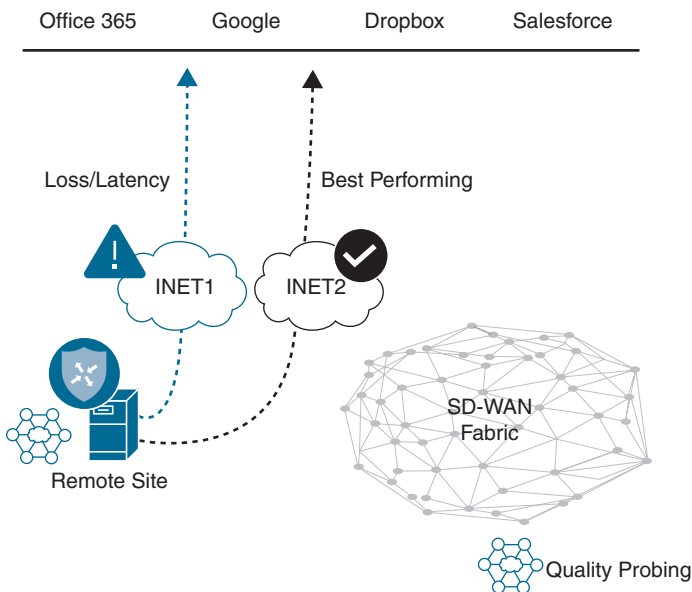 Office 365 Google Dropbox Salesforce
Loss/Latency Best Performing
INET1 INET2
SD-WAN
Fabric
Remote Site
Quality Probing